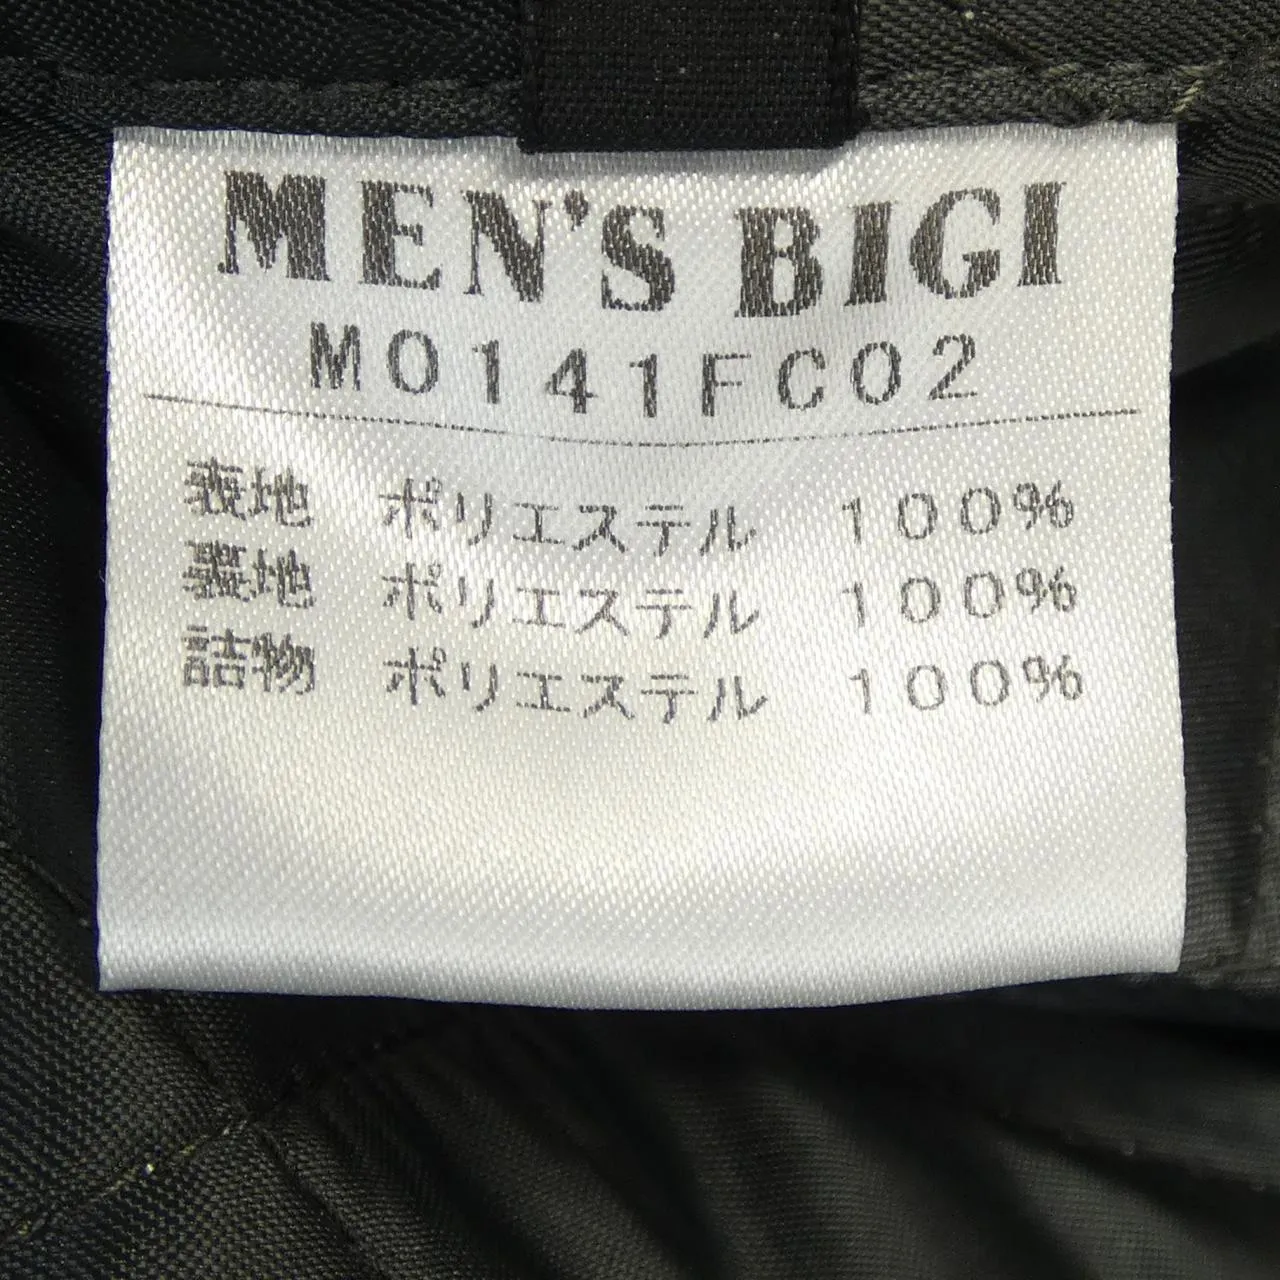 MEN'S BIGI
M0141FC02
表地 ポリエステル 100%
裏地 ポリエステル 100%
詰物 ポリエステル 100%